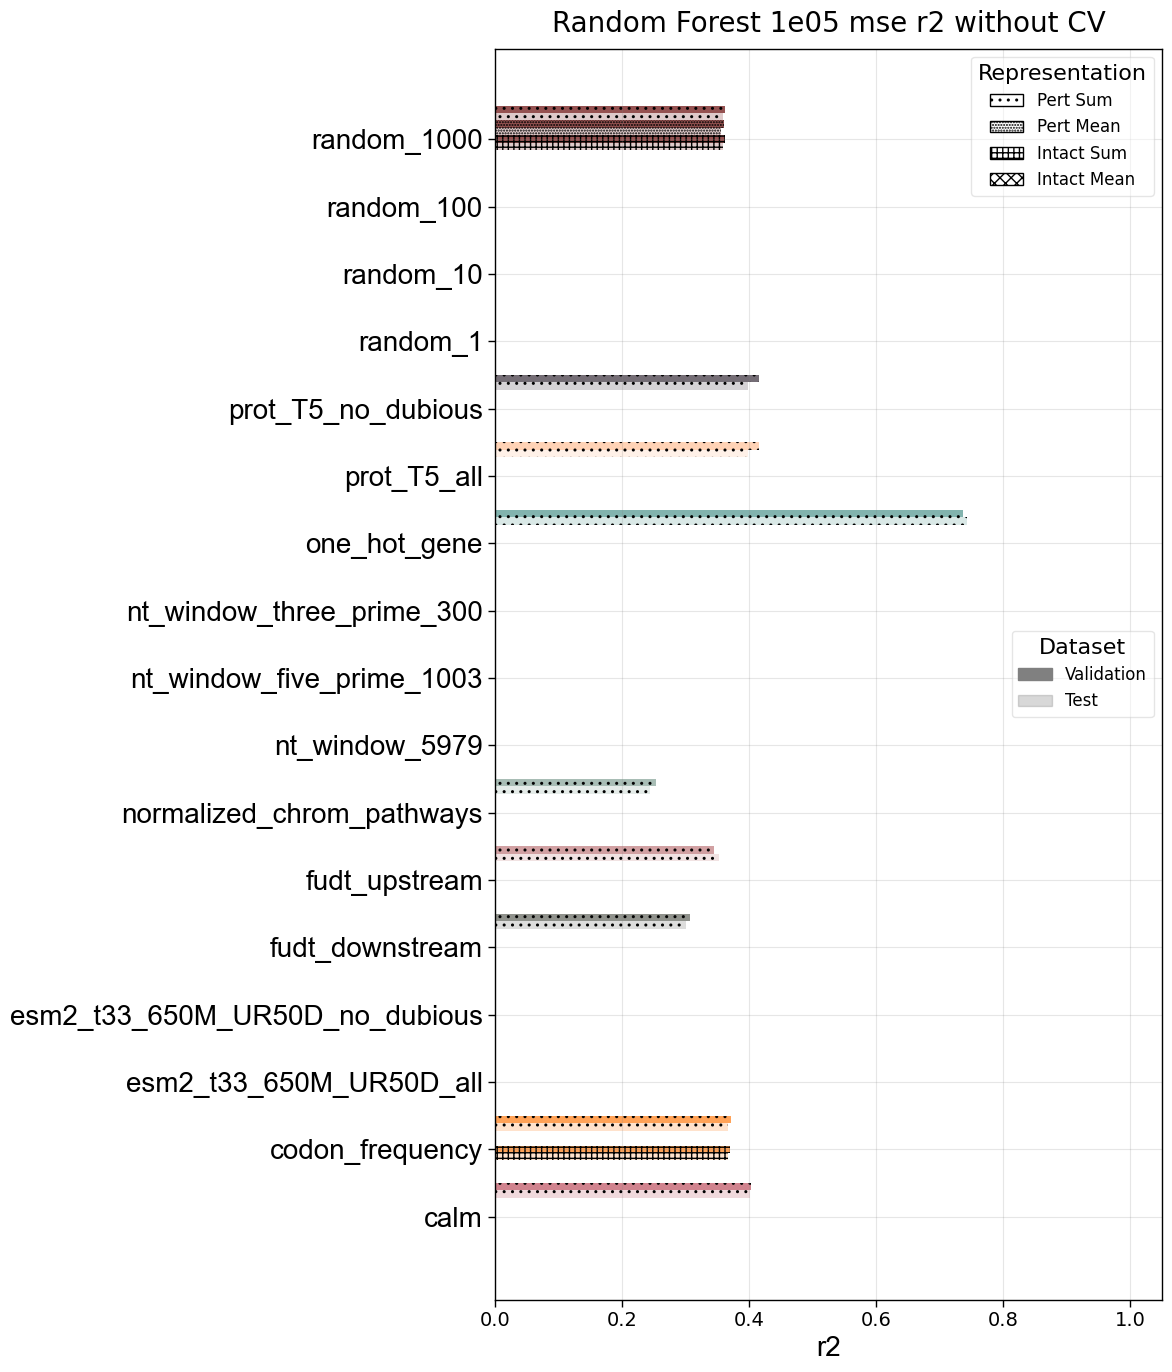 Random Forest 1e05 mse r2 without CV
Representation
Pert Sum
Pert Mean
Intact Sum
Intact Mean
random_1000
random_100
random_10
random_1
prot_T5_no_dubious
prot_T5_all
one_hot_gene
nt_window_three_prime_300
Dataset
Validation
Test
nt_window_five_prime_1003
nt_window_5979
normalized_chrom_pathways
fudt_upstream
fudt_downstream
esm2_t33_650M_UR50D_no_dubious
esm2_t33_650M_UR50D_all
codon_frequency
calm
0.0 0.2 0.4 0.6 0.8 1.0
r2